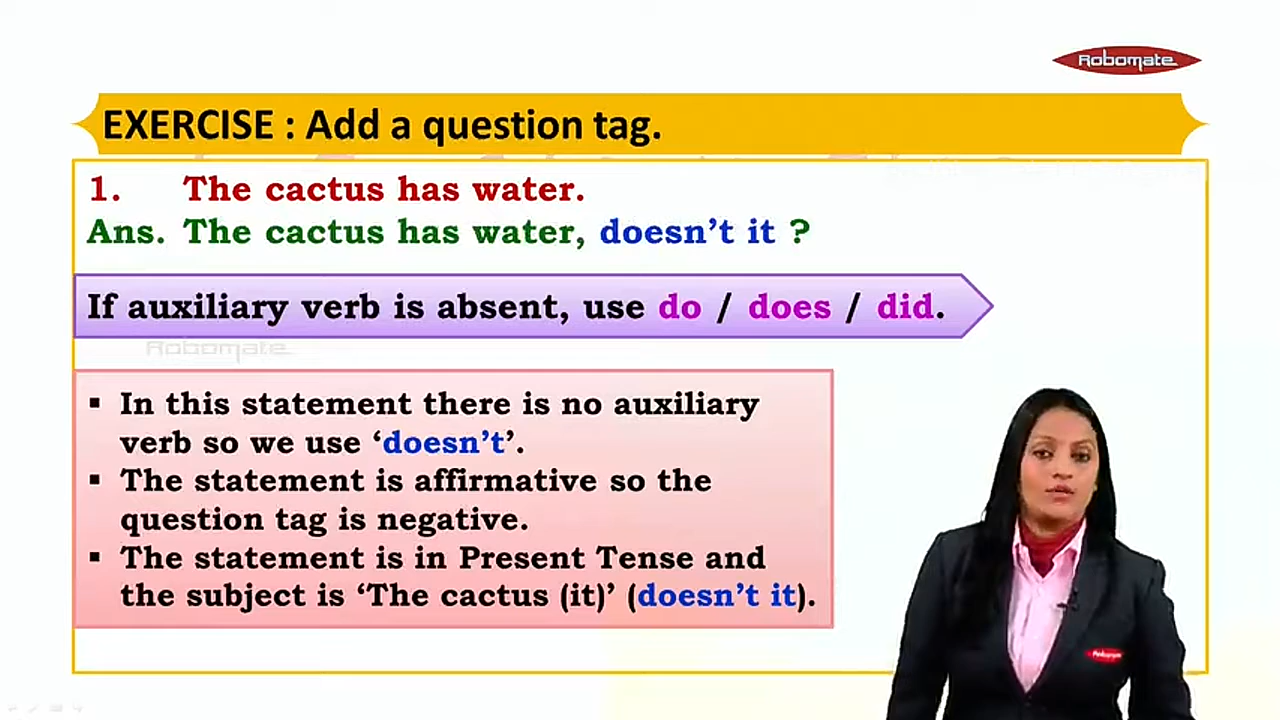 Robomate
EXERCISE : Add a question tag.
1. The cactus has water.
Ans. The cactus has water, doesn't it ?
If auxiliary verb is absent, use do / does / did.
Robomate
▪ In this statement there is no auxiliary
verb so we use ‘doesn’t’.
▪ The statement is affirmative so the
question tag is negative.
▪ The statement is in Present Tense and
the subject is ‘The cactus (it)’ (doesn’t it).
Robomate